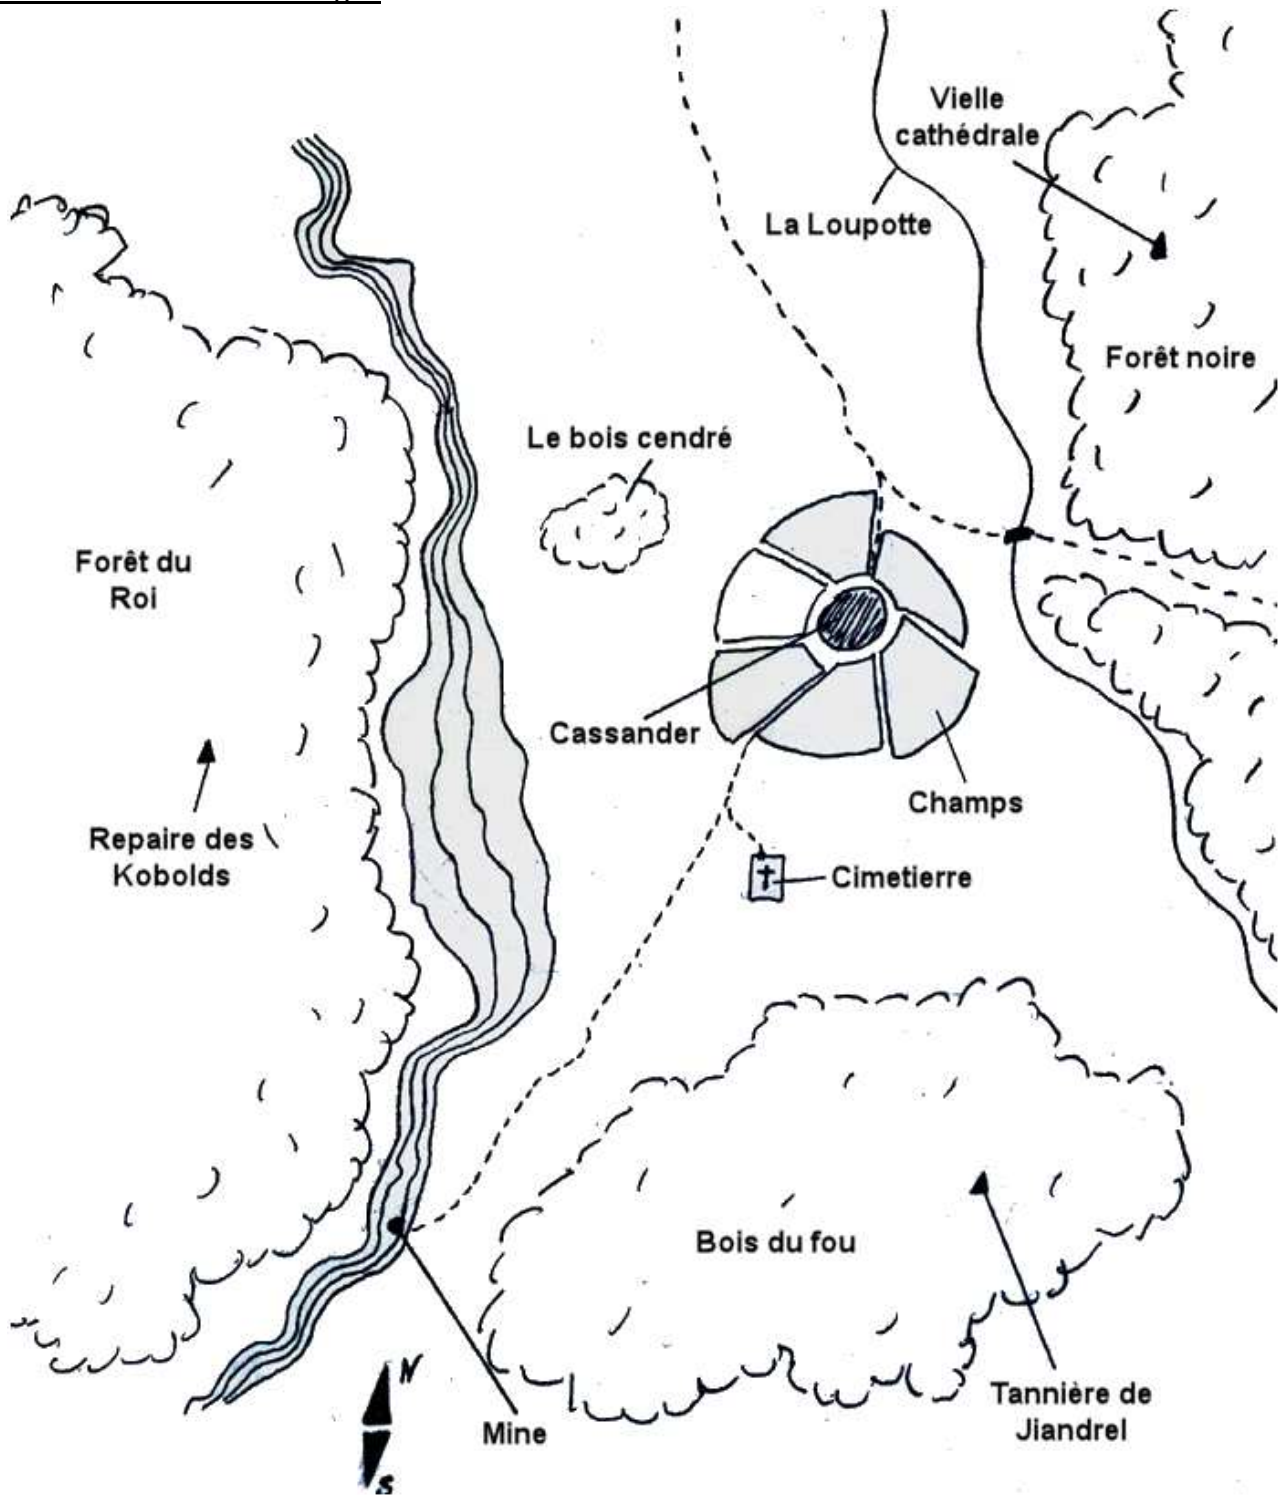 Vielle
cathédrale
La Loupotte
Forêt noire
Le bois cendré
Forêt du
Roi
Cassander
Champs
Repaire des
Kobolds
Cimetierre
Bois du fou
Tannière de
Jiandrel
Mine
N
S